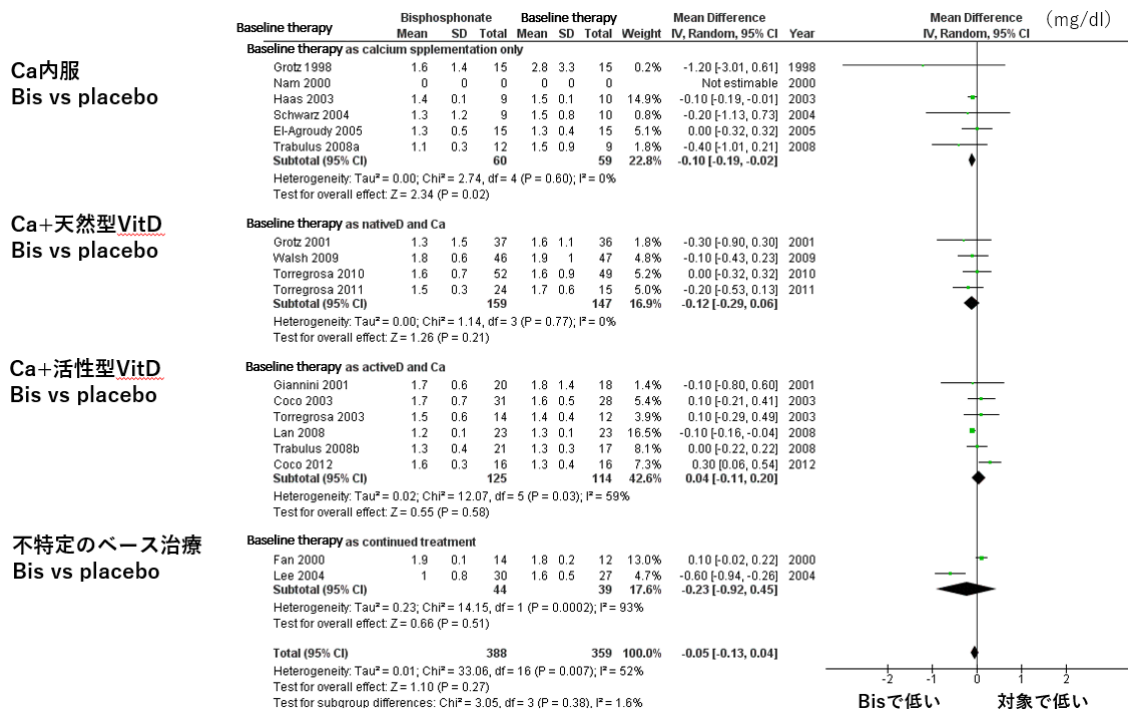 Baseline therapy Bisphosphonate Baseline therapy Mean Difference Mean Difference (mg/dl)
Mean SD Total Mean SD Total Weight IV, Random, 95% CI Year IV, Random, 95% CI
Baseline therapy as calcium spplementation only
Ca内服
Bis vs placebo
Grotz 1998 1.6 1.4 15 2.8 3.3 15 0.2% -1.20 [-3.01, 0.61] 1998
Nam 2000 0 0 0 0 0 0 Not estimable 2000
Haas 2003 1.4 0.1 9 1.5 0.1 10 14.9% -0.10 [-0.19, -0.01] 2003
Schwarz 2004 1.3 1.2 9 1.5 0.8 10 0.8% -0.20 [-1.13, 0.73] 2004
El-Agroudy 2005 1.3 0.5 15 1.3 0.4 15 5.1% 0.00 [-0.32, 0.32] 2005
Trabulus 2008a 1.1 0.3 12 1.5 0.9 9 1.8% -0.40 [-1.01, 0.21] 2008
Subtotal (95% CI) 60 59 22.8% -0.10 [-0.19, -0.02]
Heterogeneity: Tau² = 0.00; Chi² = 2.74, df = 4 (P = 0.60); I² = 0%
Test for overall effect: Z = 2.34 (P = 0.02)
Ca+天然型VitD
Bis vs placebo
Baseline therapy as nativeD and Ca
Grotz 2001 1.3 1.5 37 1.6 1.1 36 1.8% -0.30 [-0.90, 0.30] 2001
Walsh 2009 1.8 0.6 46 1.9 1 47 4.8% -0.10 [-0.43, 0.23] 2009
Torregrosa 2010 1.6 0.7 52 1.6 0.9 49 5.2% 0.00 [-0.32, 0.32] 2010
Torregrosa 2011 1.5 0.3 24 1.7 0.6 15 5.0% -0.20 [-0.53, 0.13] 2011
Subtotal (95% CI) 159 147 16.9% -0.12 [-0.29, 0.06]
Heterogeneity: Tau² = 0.00; Chi² = 1.14, df = 3 (P = 0.77); I² = 0%
Test for overall effect: Z = 1.26 (P = 0.21)
Ca+活性型VitD
Bis vs placebo
Baseline therapy as activeD and Ca
Giannini 2001 1.7 0.6 20 1.8 1.4 18 1.4% -0.10 [-0.80, 0.60] 2001
Coco 2003 1.7 0.7 31 1.6 0.5 28 5.4% 0.10 [-0.21, 0.41] 2003
Torregrosa 2003 1.5 0.6 14 1.4 0.4 12 3.9% 0.10 [-0.29, 0.49] 2003
Lan 2008 1.2 0.1 23 1.3 0.1 23 16.5% -0.10 [-0.16, -0.04] 2008
Trabulus 2008b 1.3 0.4 21 1.3 0.3 17 8.1% 0.00 [-0.22, 0.22] 2008
Coco 2012 1.6 0.3 16 1.3 0.4 16 7.3% 0.30 [0.06, 0.54] 2012
Subtotal (95% CI) 125 114 42.6% 0.04 [-0.11, 0.20]
Heterogeneity: Tau² = 0.02; Chi² = 12.07, df = 5 (P = 0.03); I² = 59%
Test for overall effect: Z = 0.55 (P = 0.58)
不特定のベース治療
Bis vs placebo
Baseline therapy as continued treatment
Fan 2000 1.9 0.1 14 1.8 0.2 12 13.0% 0.10 [-0.02, 0.22] 2000
Lee 2004 1 0.8 30 1.6 0.5 27 4.7% -0.60 [-0.94, -0.26] 2004
Subtotal (95% CI) 44 39 17.6% -0.23 [-0.92, 0.45]
Heterogeneity: Tau² = 0.23; Chi² = 14.15, df = 1 (P = 0.0002); I² = 93%
Test for overall effect: Z = 0.66 (P = 0.51)
Total (95% CI) 388 359 100.0% -0.05 [-0.13, 0.04]
Heterogeneity: Tau² = 0.01; Chi² = 33.06, df = 16 (P = 0.007); I² = 52%
Test for overall effect: Z = 1.10 (P = 0.27)
Test for subgroup differences: Chi² = 3.05, df = 3 (P = 0.38), I² = 1.6%
-2 -1 0 1 2
Bisで低い 対象で低い